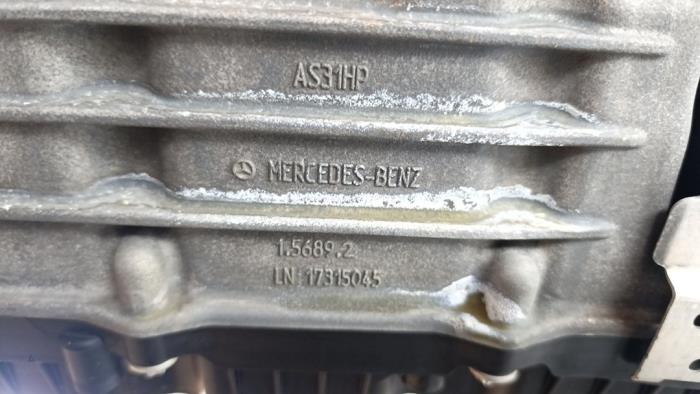 AS31HP
MERCEDES-BENZ
1.5689.2
LN 17315045